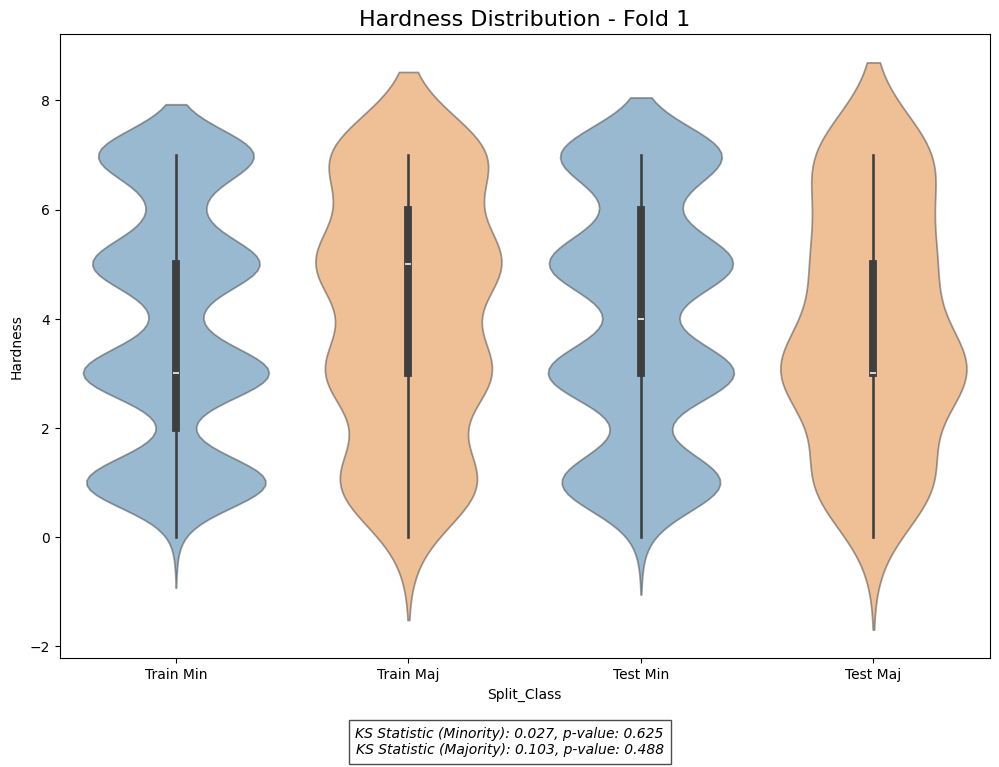 Hardness Distribution - Fold 1
Hardness
8
6
4
2
0
−2
Train Min
Train Maj
Test Min
Test Maj
Split_Class
KS Statistic (Minority): 0.027, p-value: 0.625
KS Statistic (Majority): 0.103, p-value: 0.488